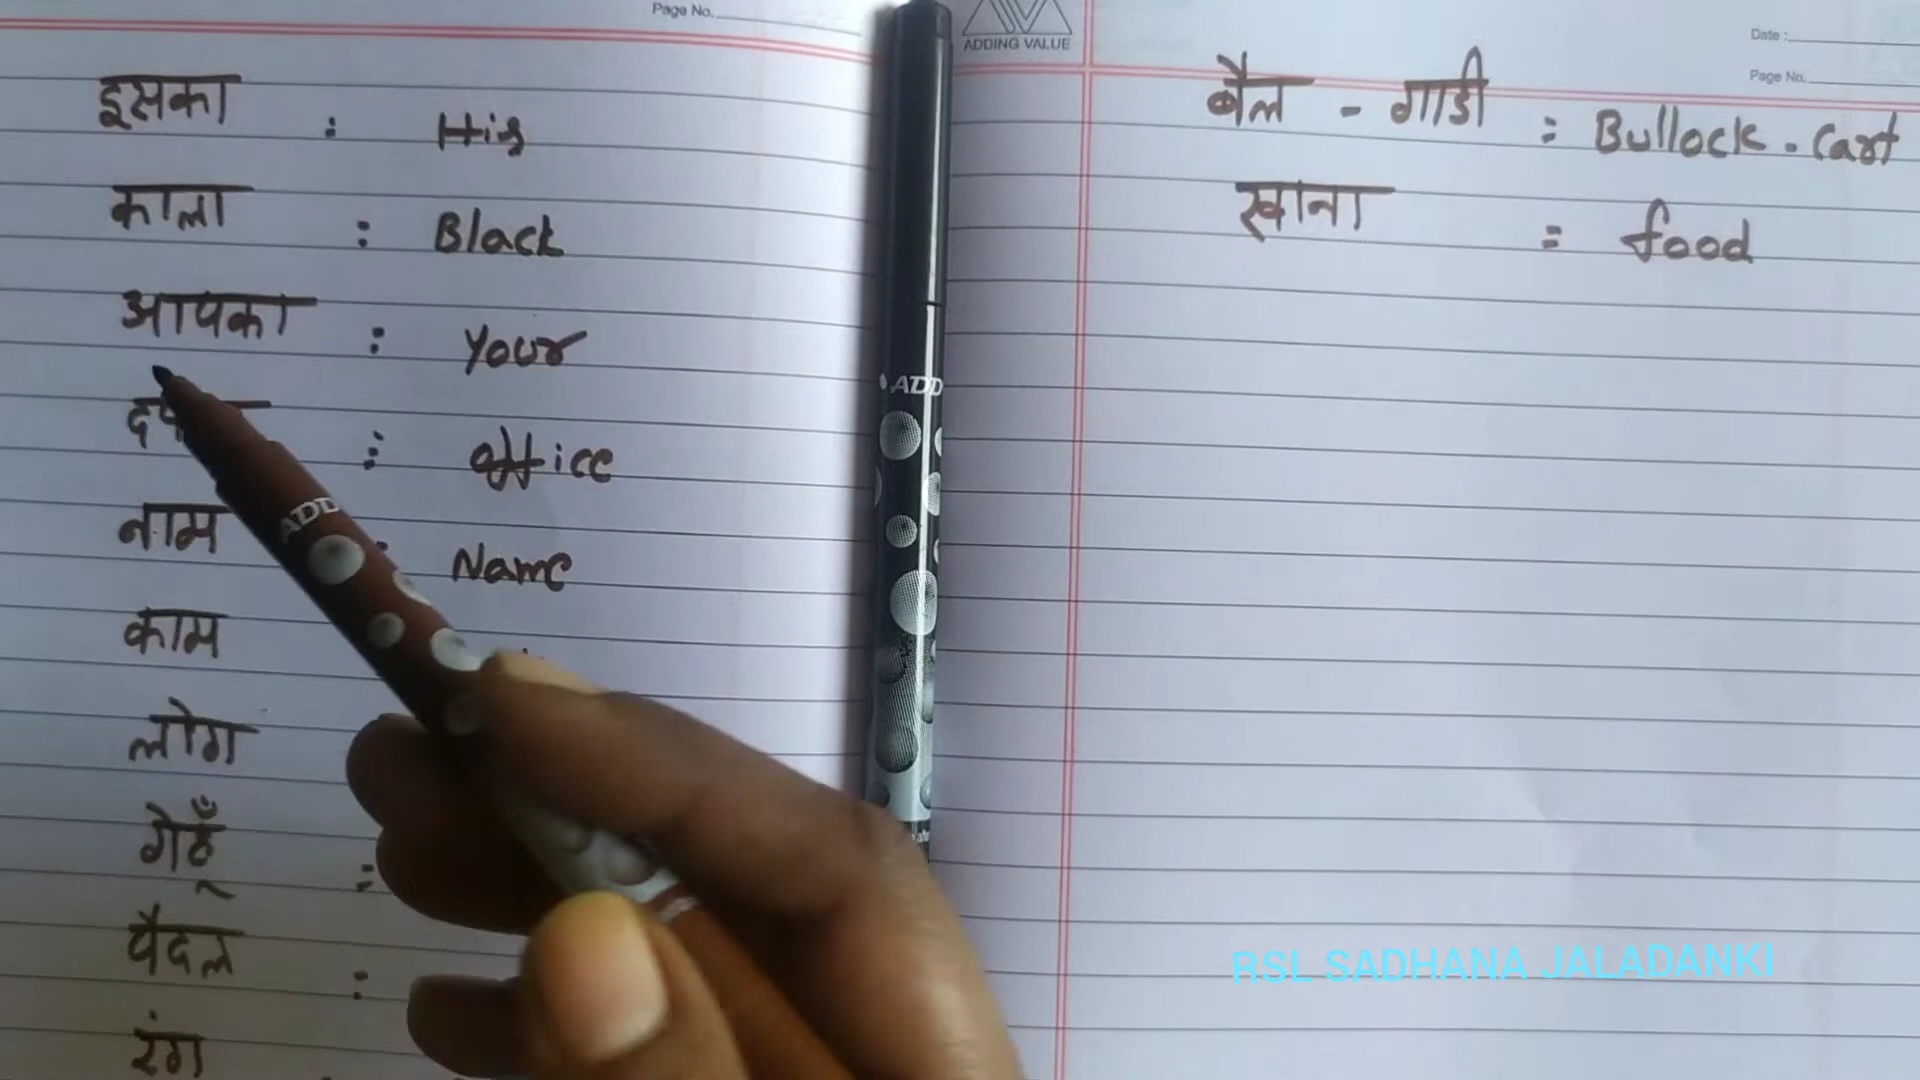 Page No.
इसका : His
काला : Black
आपका : Your
: office
नाम : Name
काम
लोग
गेहूँ :
पैदल :
रंग
ADD
ADDING VALUE
ADD
Date :
Page No.
बैल - गाडी = Bullock - Cart
खाना = food
RSL SADHANA JALADANKI